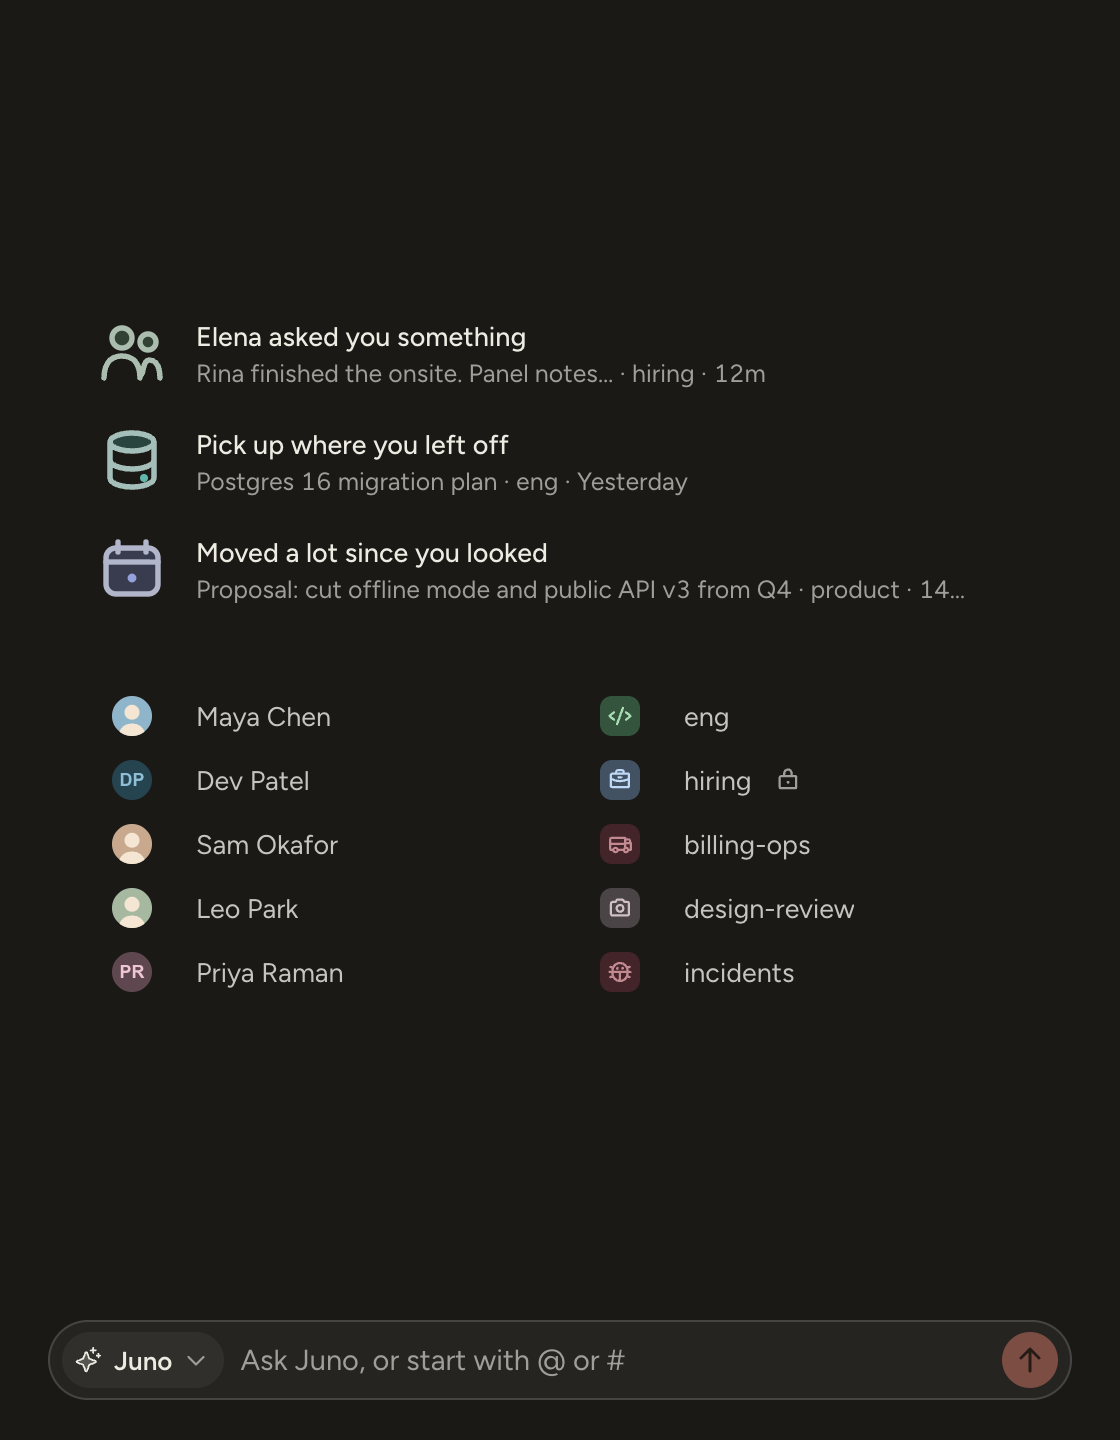 Elena asked you something
Rina finished the onsite. Panel notes... · hiring · 12m
Pick up where you left off
Postgres 16 migration plan · eng · Yesterday
Moved a lot since you looked
Proposal: cut offline mode and public API v3 from Q4 · product · 14...
Maya Chen
eng
DP Dev Patel
hiring
Sam Okafor
billing-ops
Leo Park
design-review
PR Priya Raman
incidents
Juno Ask Juno, or start with @ or #